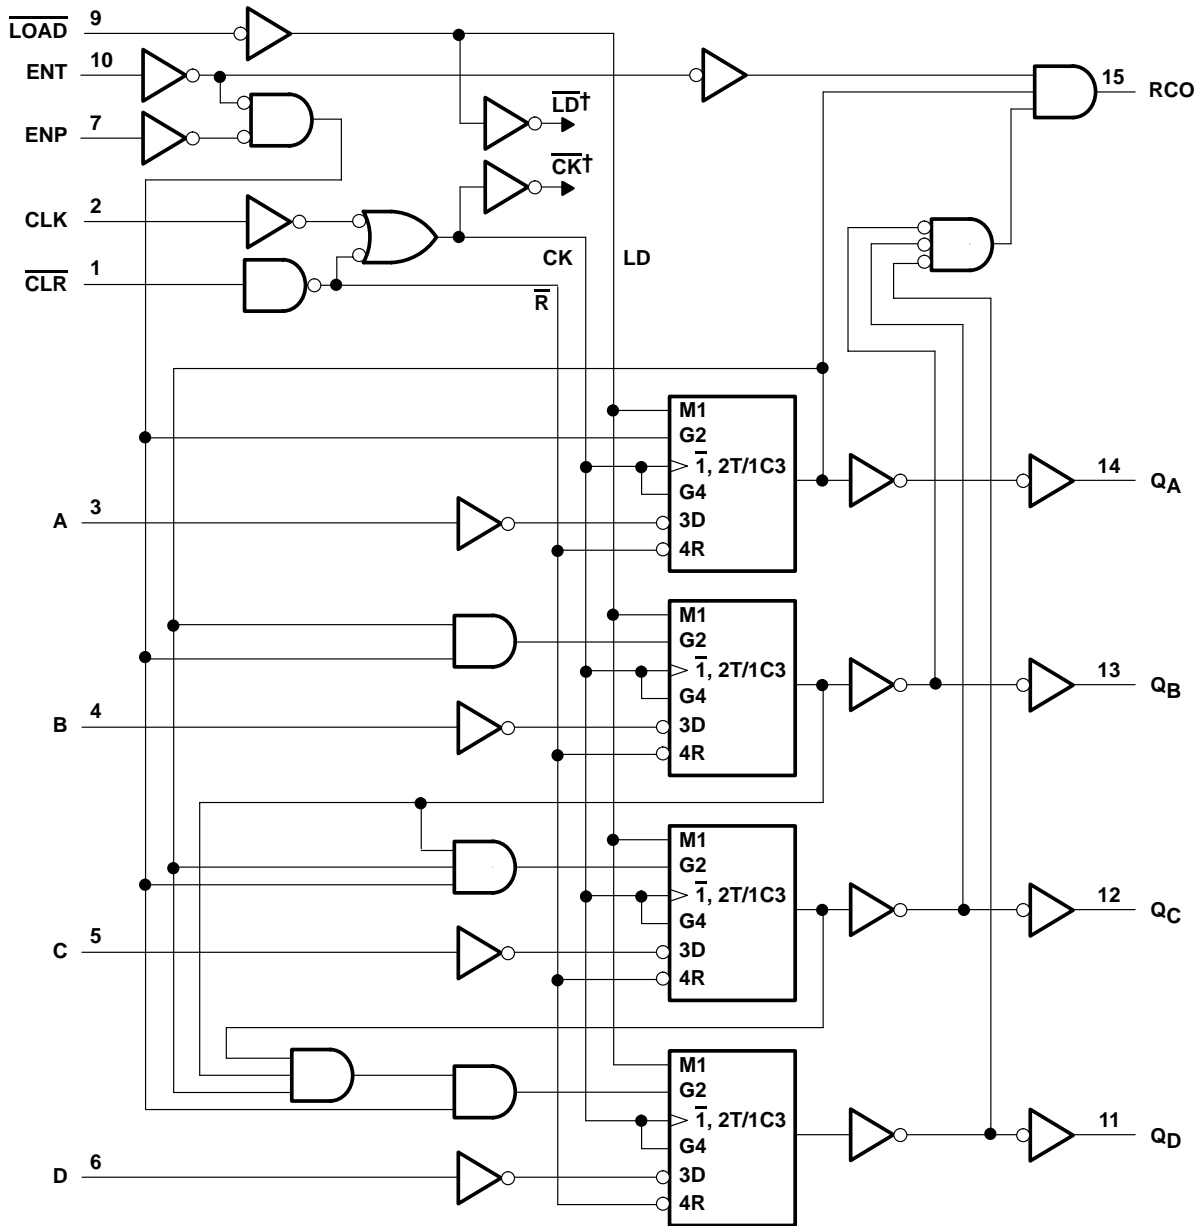 LOAD 9
ENT 10
ENP 7
CLK 2
CLR 1
LD†
CK†
15 RCO
CK LD
R
M1
G2
1, 2T/1C3
G4
3D
4R
A 3
14 QA
M1
G2
1, 2T/1C3
G4
3D
4R
B 4
13 QB
M1
G2
1, 2T/1C3
G4
3D
4R
C 5
12 QC
M1
G2
1, 2T/1C3
G4
3D
4R
D 6
11 QD